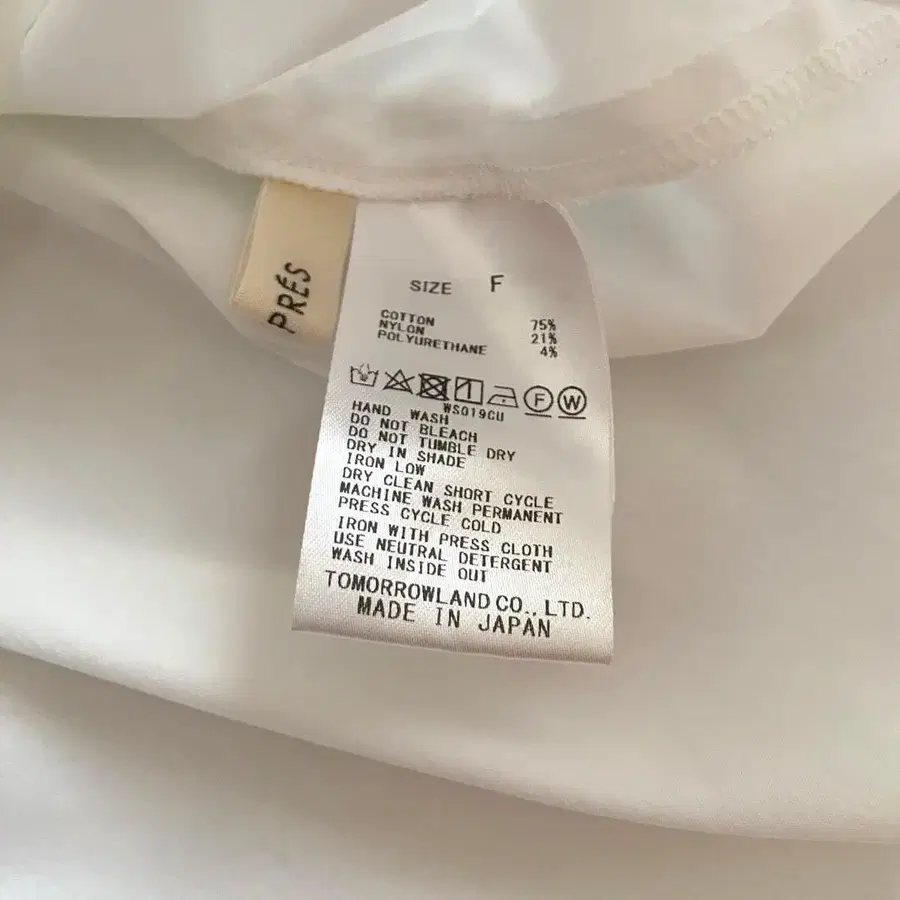 PRÉS
SIZE F
COTTON 75%
NYLON 21%
POLYURETHANE 4%
F W
WS019CU
HAND WASH
DO NOT BLEACH
DO NOT TUMBLE DRY
DRY IN SHADE
IRON LOW
DRY CLEAN SHORT CYCLE
MACHINE WASH PERMANENT
PRESS CYCLE COLD
IRON WITH PRESS CLOTH
USE NEUTRAL DETERGENT
WASH INSIDE OUT
TOMORROWLAND CO., LTD.
MADE IN JAPAN